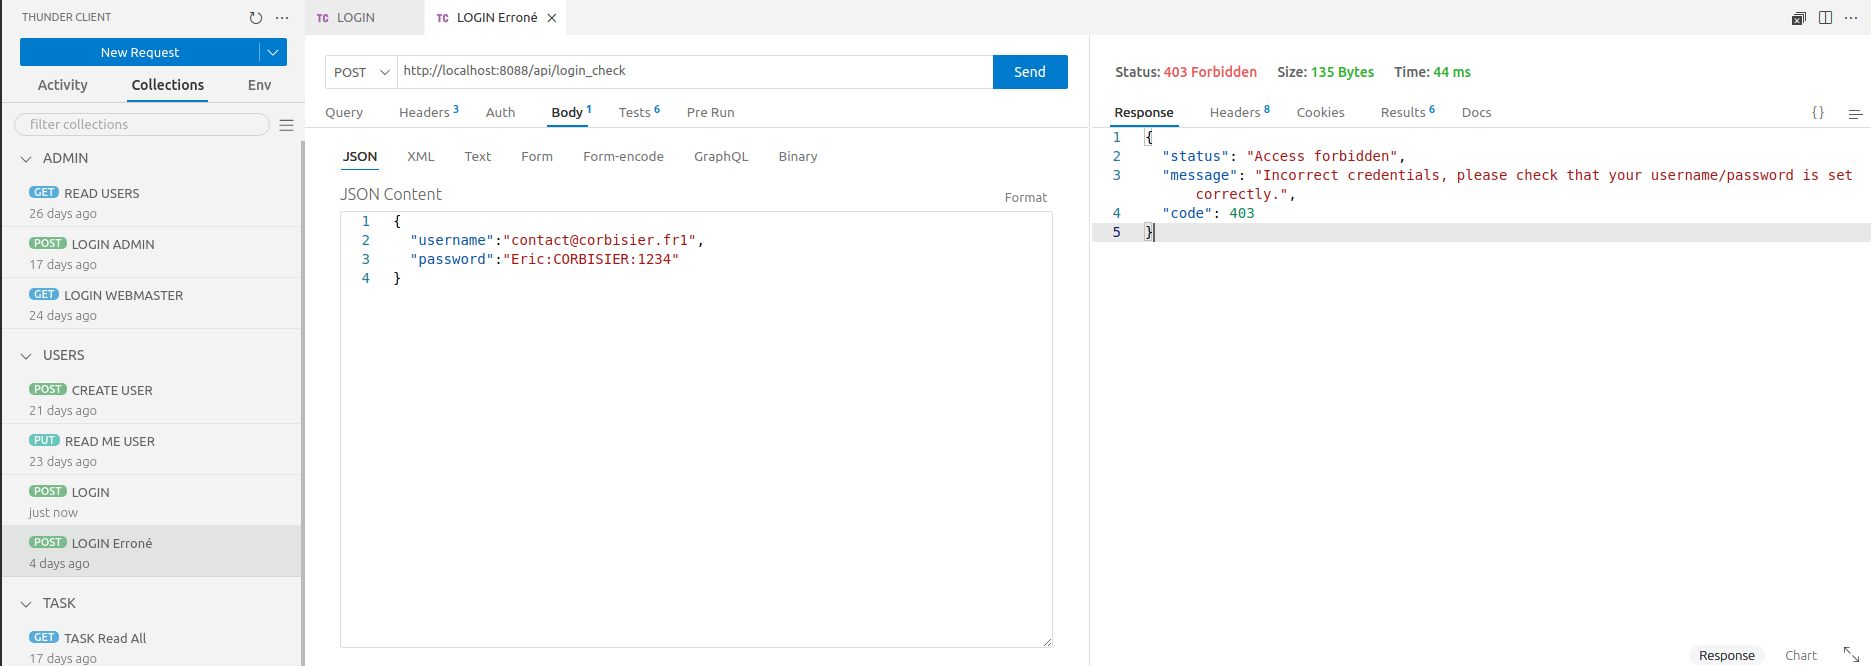 THUNDER CLIENT
New Request
Activity Collections Env
filter collections
ADMIN
GET READ USERS
26 days ago
POST LOGIN ADMIN
17 days ago
GET LOGIN WEBMASTER
24 days ago
USERS
POST CREATE USER
21 days ago
PUT READ ME USER
23 days ago
POST LOGIN
just now
POST LOGIN Erroné
4 days ago
TASK
GET TASK Read All
17 days ago
TC LOGIN TC LOGIN Erroné
POST http://localhost:8088/api/login_check Send
Query Headers 3 Auth Body 1 Tests 6 Pre Run
JSON XML Text Form Form-encode GraphQL Binary
JSON Content Format
1 {
2 "username":"contact@corbisier.fr1",
3 "password":"Eric:CORBISIER:1234"
4 }
Status: 403 Forbidden Size: 135 Bytes Time: 44 ms
Response Headers 8 Cookies Results 6 Docs {}
1 {
2 "status": "Access forbidden",
3 "message": "Incorrect credentials, please check that your username/password is set
correctly.",
4 "code": 403
5 }
Response Chart